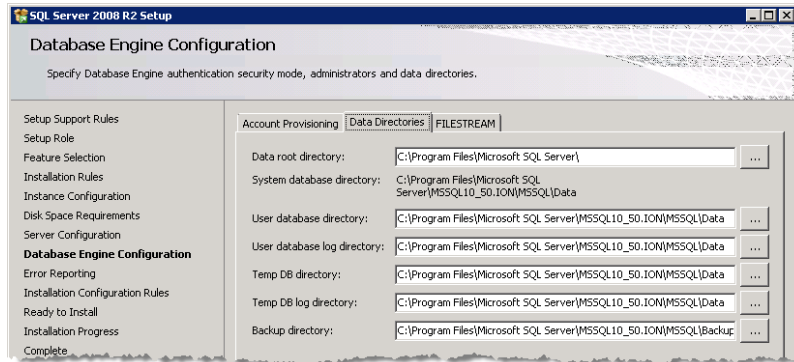 SQL Server 2008 R2 Setup
Database Engine Configuration
Specify Database Engine authentication security mode, administrators and data directories.
Setup Support Rules
Setup Role
Feature Selection
Installation Rules
Instance Configuration
Disk Space Requirements
Server Configuration
Database Engine Configuration
Error Reporting
Installation Configuration Rules
Ready to Install
Installation Progress
Complete
Account Provisioning Data Directories FILESTREAM
Data root directory: C:\Program Files\Microsoft SQL Server\ ...
System database directory: C:\Program Files\Microsoft SQL
Server\MSSQL10_50.ION\MSSQL\Data
User database directory: C:\Program Files\Microsoft SQL Server\MSSQL10_50.ION\MSSQL\Data ...
User database log directory: C:\Program Files\Microsoft SQL Server\MSSQL10_50.ION\MSSQL\Data ...
Temp DB directory: C:\Program Files\Microsoft SQL Server\MSSQL10_50.ION\MSSQL\Data ...
Temp DB log directory: C:\Program Files\Microsoft SQL Server\MSSQL10_50.ION\MSSQL\Data ...
Backup directory: C:\Program Files\Microsoft SQL Server\MSSQL10_50.ION\MSSQL\Backup ...